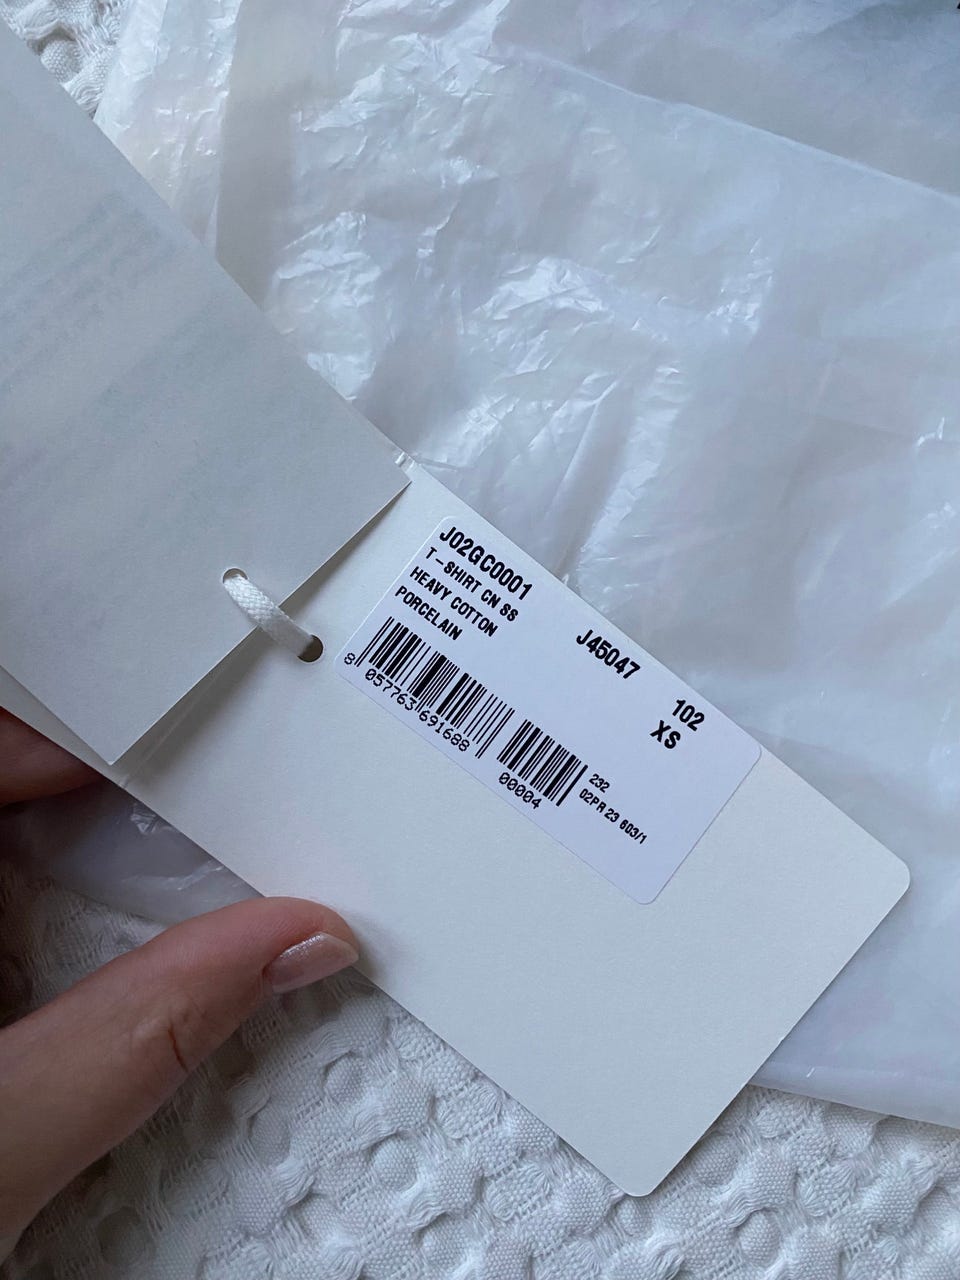 J02GC0001
T-SHIRT CN SS
HEAVY COTTON
PORCELAIN
J45047
102
XS
8 057763 691688
00004
232
02PR 23 603/1